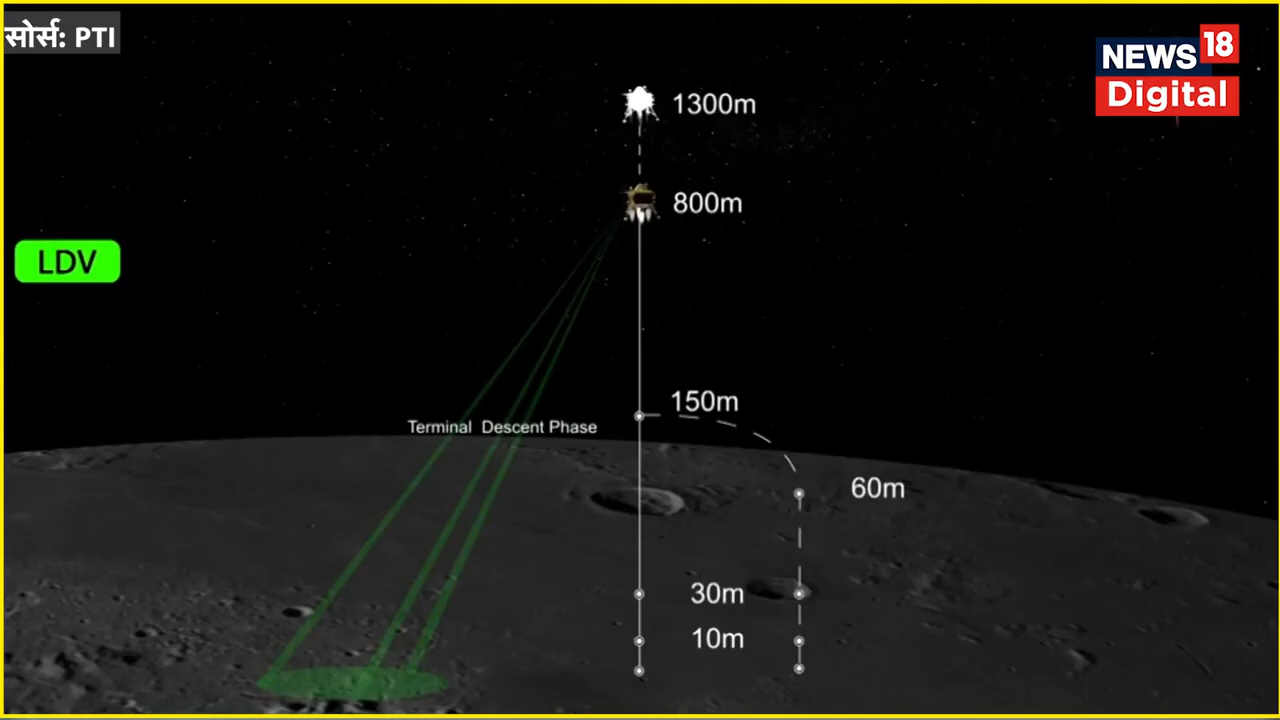 सोर्स: PTI
NEWS 18
Digital
1300m
800m
LDV
150m
Terminal Descent Phase
60m
30m
10m